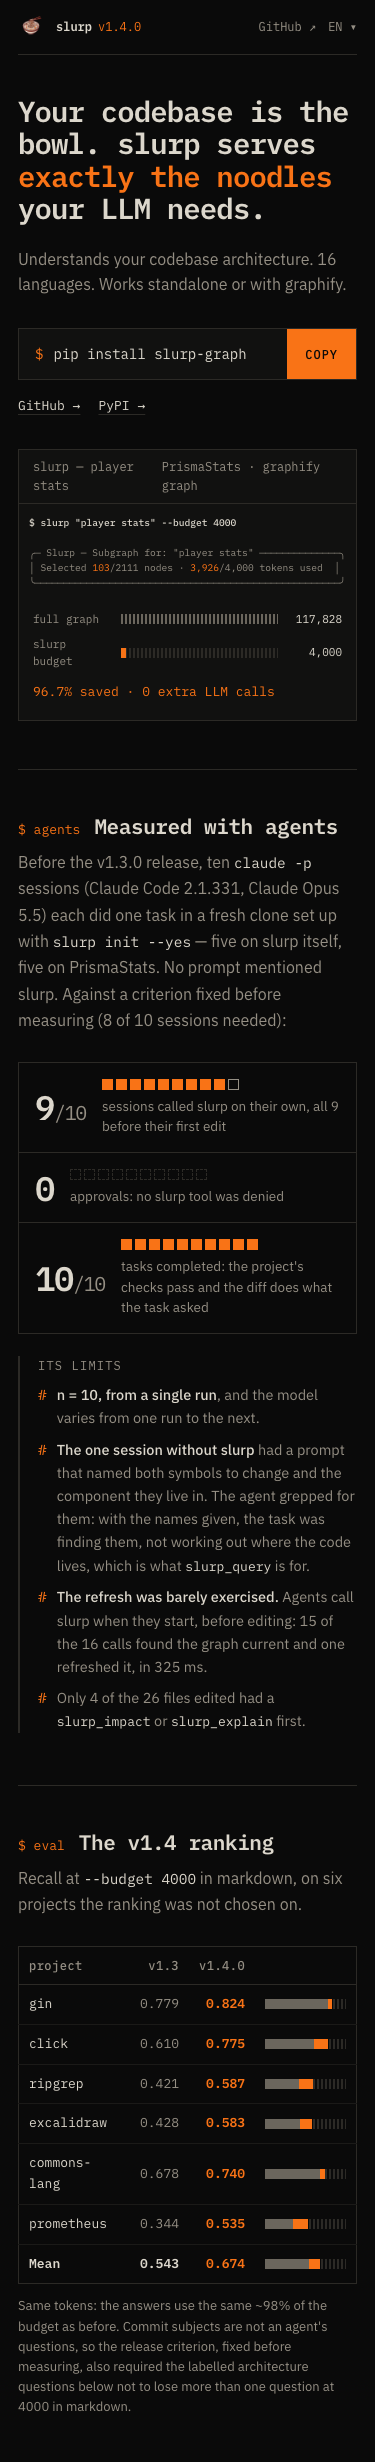 slurp v1.4.0
GitHub ↗ EN ▾
Your codebase is the
bowl. slurp serves
exactly the noodles
your LLM needs.
Understands your codebase architecture. 16
languages. Works standalone or with graphify.
$ pip install slurp-graph
COPY
GitHub → PyPI →
slurp — player stats
PrismaStats · graphify graph
$ slurp "player stats" --budget 4000
Slurp — Subgraph for: "player stats"
Selected 103/2111 nodes · 3,926/4,000 tokens used
full graph 117,828
slurp budget 4,000
96.7% saved · 0 extra LLM calls
$ agents Measured with agents
Before the v1.3.0 release, ten claude -p
sessions (Claude Code 2.1.331, Claude Opus
5.5) each did one task in a fresh clone set up
with slurp init --yes — five on slurp itself,
five on PrismaStats. No prompt mentioned
slurp. Against a criterion fixed before
measuring (8 of 10 sessions needed):
9/10
sessions called slurp on their own, all 9
before their first edit
0
approvals: no slurp tool was denied
10/10
tasks completed: the project's
checks pass and the diff does what
the task asked
ITS LIMITS
# n = 10, from a single run, and the model
varies from one run to the next.
# The one session without slurp had a prompt
that named both symbols to change and the
component they live in. The agent grepped for
them: with the names given, the task was
finding them, not working out where the code
lives, which is what slurp_query is for.
# The refresh was barely exercised. Agents call
slurp when they start, before editing: 15 of
the 16 calls found the graph current and one
refreshed it, in 325 ms.
# Only 4 of the 26 files edited had a
slurp_impact or slurp_explain first.
$ eval The v1.4 ranking
Recall at --budget 4000 in markdown, on six
projects the ranking was not chosen on.
project v1.3 v1.4.0
gin 0.779 0.824
click 0.610 0.775
ripgrep 0.421 0.587
excalidraw 0.428 0.583
commons-lang 0.678 0.740
prometheus 0.344 0.535
Mean 0.543 0.674
Same tokens: the answers use the same ~98% of the
budget as before. Commit subjects are not an agent's
questions, so the release criterion, fixed before
measuring, also required the labelled architecture
questions below not to lose more than one question at
4000 in markdown.